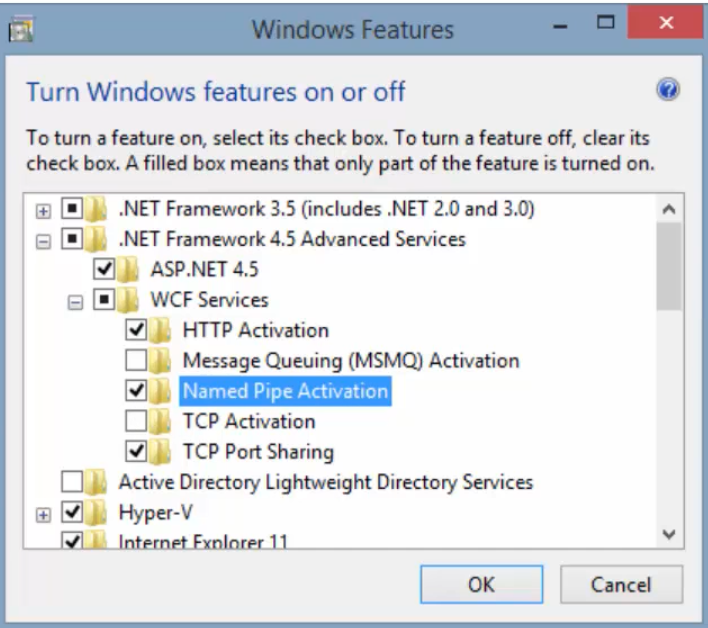 Windows Features
Turn Windows features on or off
To turn a feature on, select its check box. To turn a feature off, clear its
check box. A filled box means that only part of the feature is turned on.
.NET Framework 3.5 (includes .NET 2.0 and 3.0)
.NET Framework 4.5 Advanced Services
ASP.NET 4.5
WCF Services
HTTP Activation
Message Queuing (MSMQ) Activation
Named Pipe Activation
TCP Activation
TCP Port Sharing
Active Directory Lightweight Directory Services
Hyper-V
Internet Explorer 11
OK Cancel